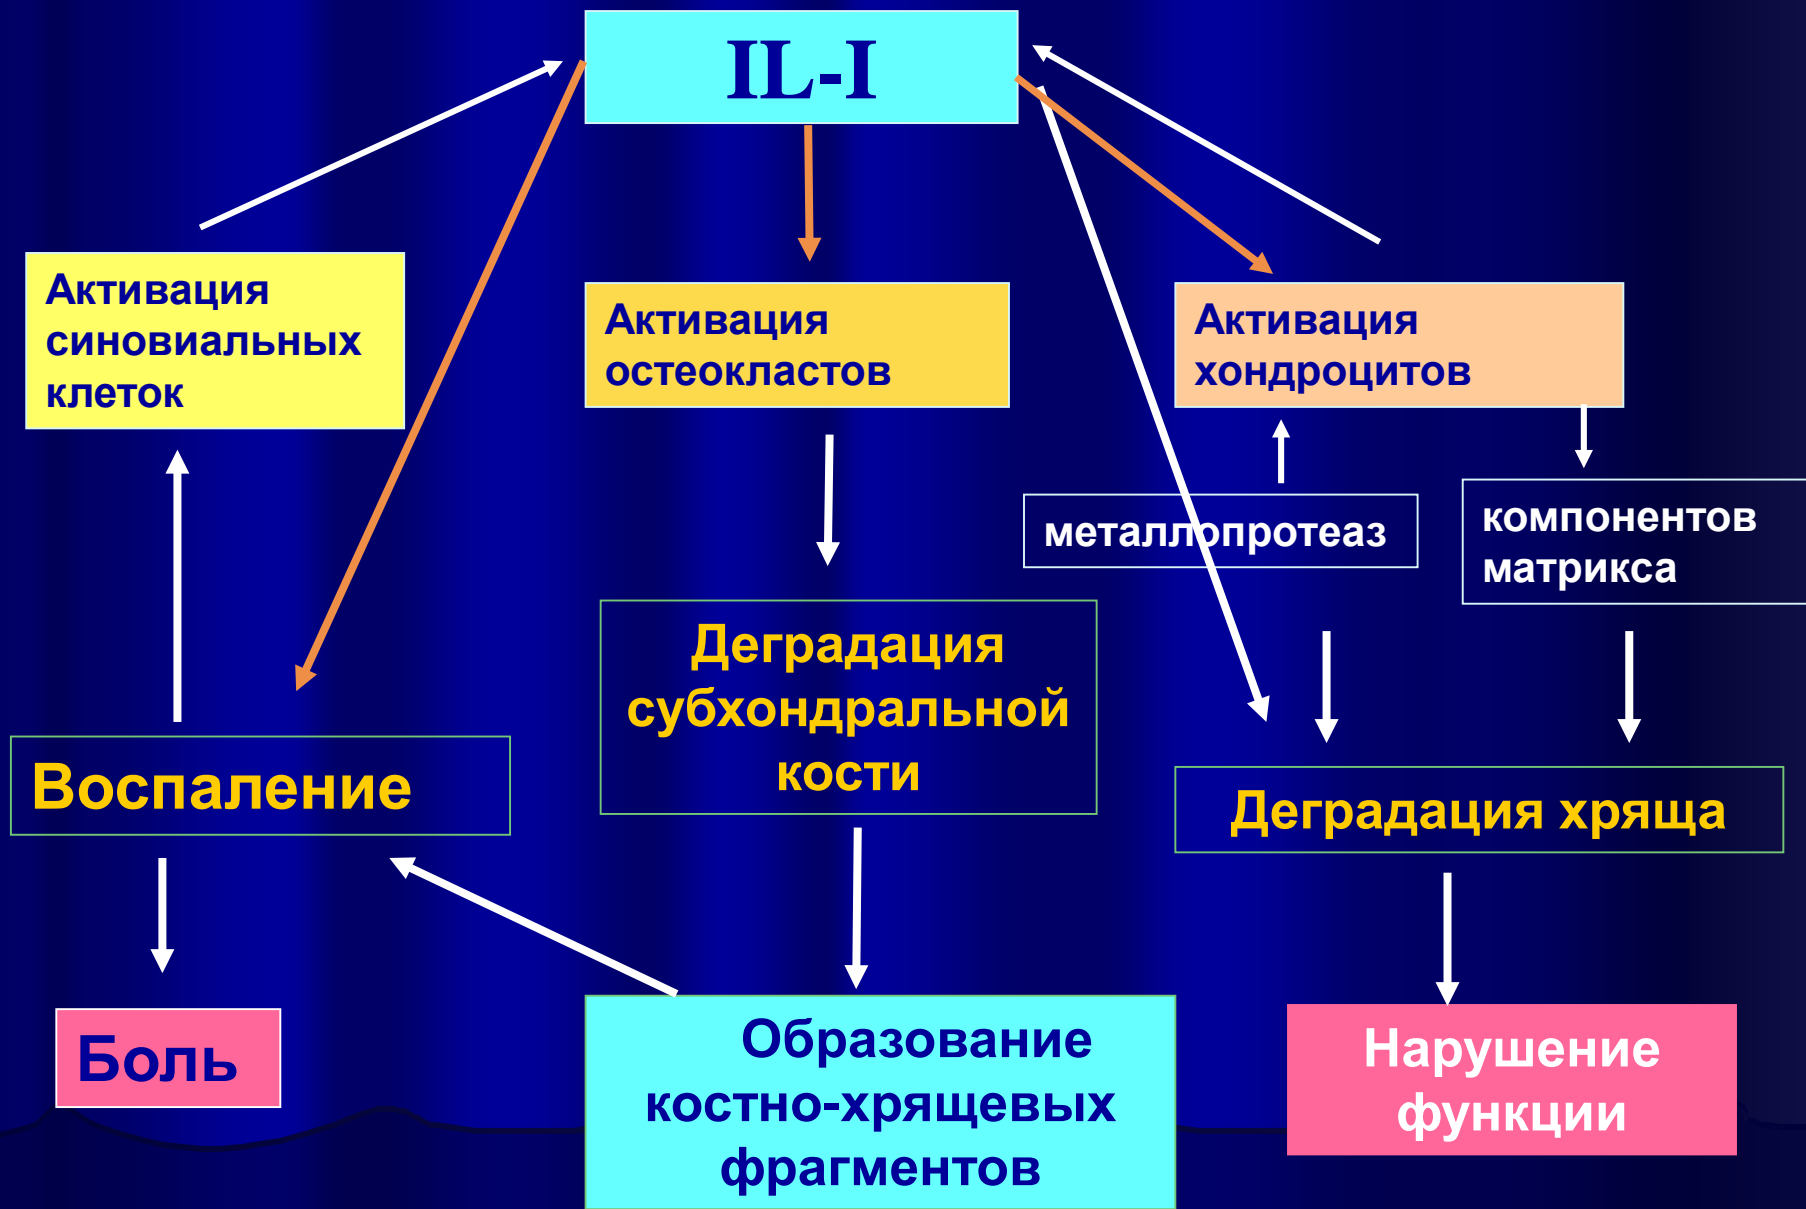 IL-I
Активация
синовиальных
клеток
Активация
остеокластов
Активация
хондроцитов
металлопротеаз
компонентов
матрикса
Деградация
субхондральной
кости
Воспаление
Деградация хряща
Боль
Образование
костно-хрящевых
фрагментов
Нарушение
функции